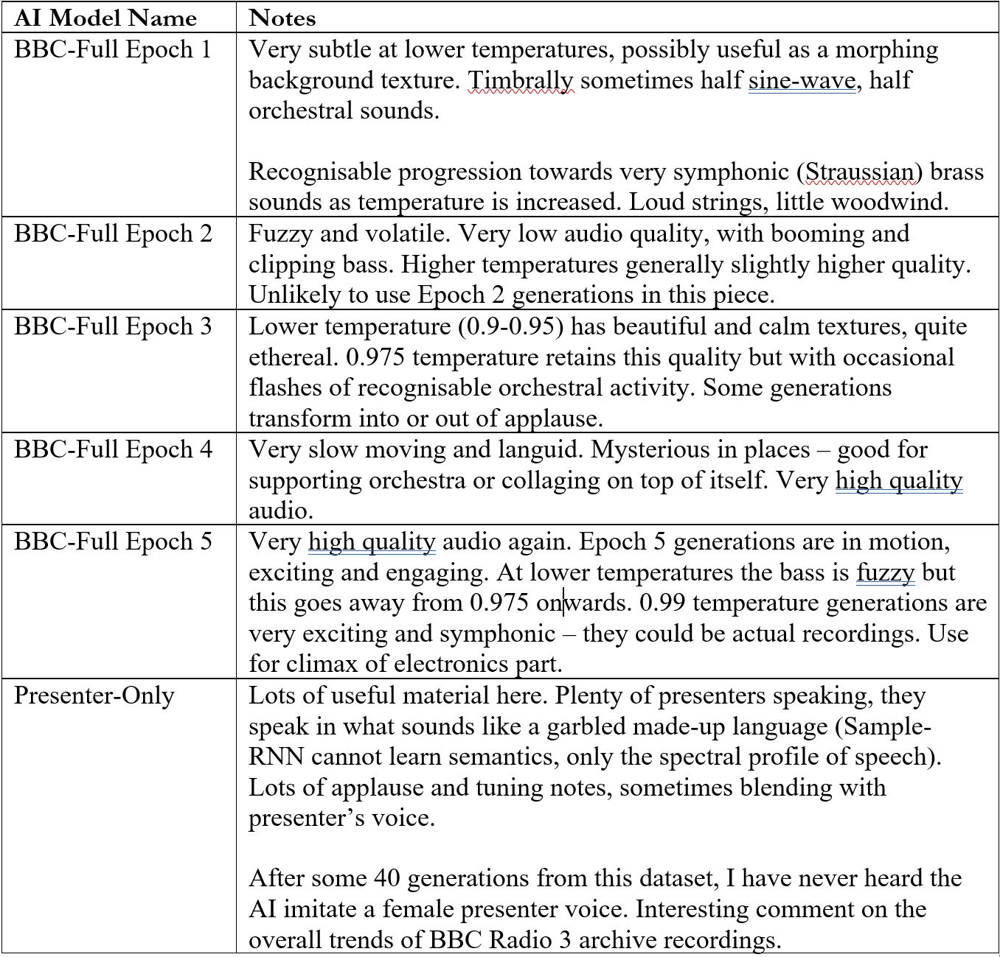 AI Model Name
Notes
BBC-Full Epoch 1
Very subtle at lower temperatures, possibly useful as a morphing
background texture. Timbrally sometimes half sine-wave, half
orchestral sounds.
Recognisable progression towards very symphonic (Straussian) brass
sounds as temperature is increased. Loud strings, little woodwind.
BBC-Full Epoch 2
Fuzzy and volatile. Very low audio quality, with booming and
clipping bass. Higher temperatures generally slightly higher quality.
Unlikely to use Epoch 2 generations in this piece.
BBC-Full Epoch 3
Lower temperature (0.9-0.95) has beautiful and calm textures, quite
ethereal. 0.975 temperature retains this quality but with occasional
flashes of recognisable orchestral activity. Some generations
transform into or out of applause.
BBC-Full Epoch 4
Very slow moving and languid. Mysterious in places – good for
supporting orchestra or collaging on top of itself. Very high quality
audio.
BBC-Full Epoch 5
Very high quality audio again. Epoch 5 generations are in motion,
exciting and engaging. At lower temperatures the bass is fuzzy but
this goes away from 0.975 onwards. 0.99 temperature generations are
very exciting and symphonic – they could be actual recordings. Use
for climax of electronics part.
Presenter-Only
Lots of useful material here. Plenty of presenters speaking, they
speak in what sounds like a garbled made-up language (Sample-
RNN cannot learn semantics, only the spectral profile of speech).
Lots of applause and tuning notes, sometimes blending with
presenter’s voice.
After some 40 generations from this dataset, I have never heard the
AI imitate a female presenter voice. Interesting comment on the
overall trends of BBC Radio 3 archive recordings.